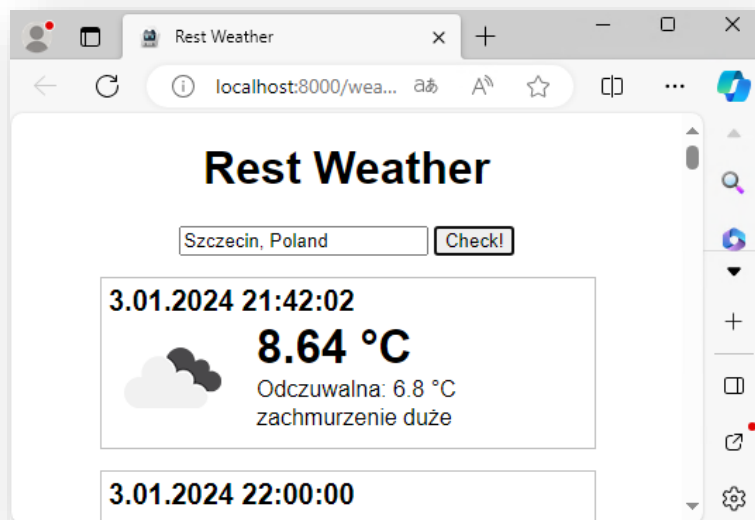 Rest Weather
localhost:8000/wea...
Rest Weather
Szczecin, Poland Check!
3.01.2024 21:42:02
8.64 °C
Odczuwalna: 6.8 °C
zachmurzenie duże
3.01.2024 22:00:00